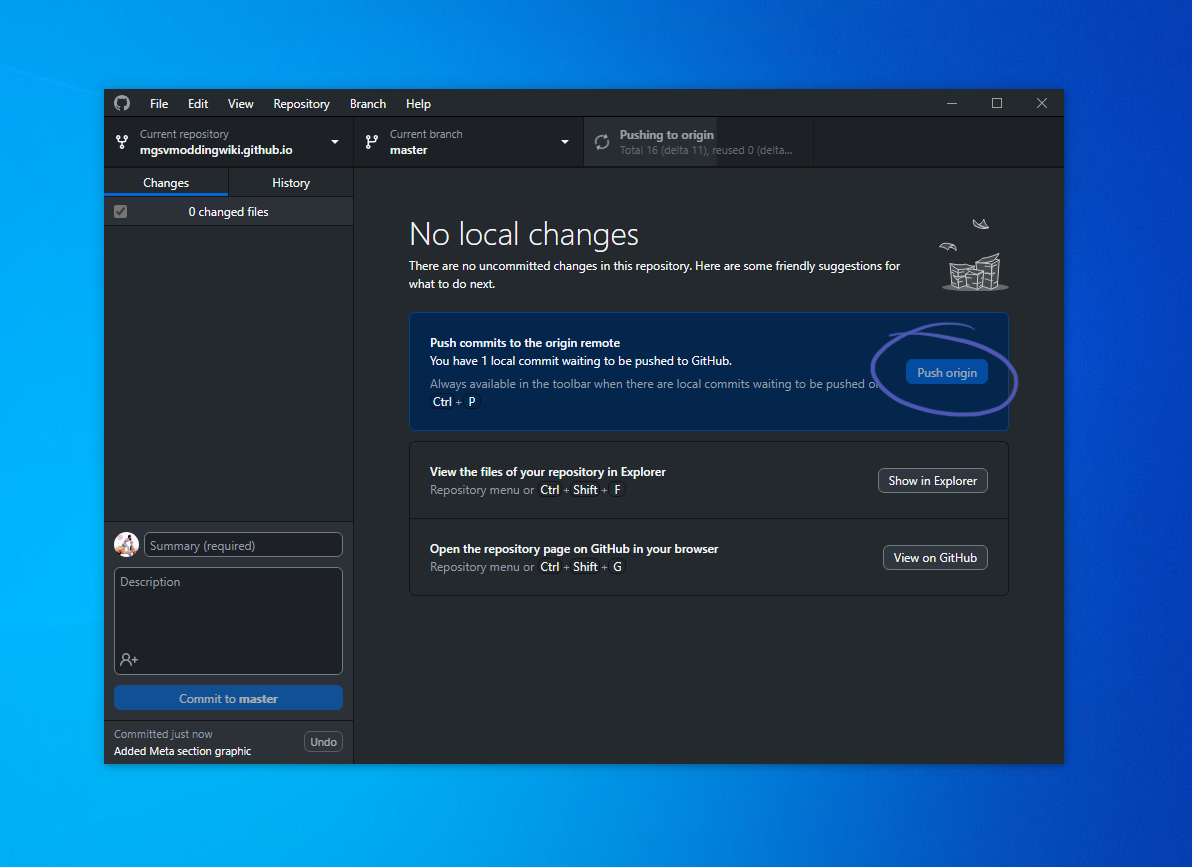 File Edit View Repository Branch Help
Current repository
mgsvmoddingwiki.github.io
Current branch
master
Pushing to origin
Total 16 (delta 11), reused 0 (delta...
Changes History
0 changed files
No local changes
There are no uncommitted changes in this repository. Here are some friendly suggestions for
what to do next.
Push commits to the origin remote
You have 1 local commit waiting to be pushed to GitHub.
Always available in the toolbar when there are local commits waiting to be pushed or
Ctrl + P
Push origin
View the files of your repository in Explorer
Repository menu or Ctrl + Shift + F
Show in Explorer
Open the repository page on GitHub in your browser
Repository menu or Ctrl + Shift + G
View on GitHub
Summary (required)
Description
Commit to master
Committed just now
Added Meta section graphic
Undo